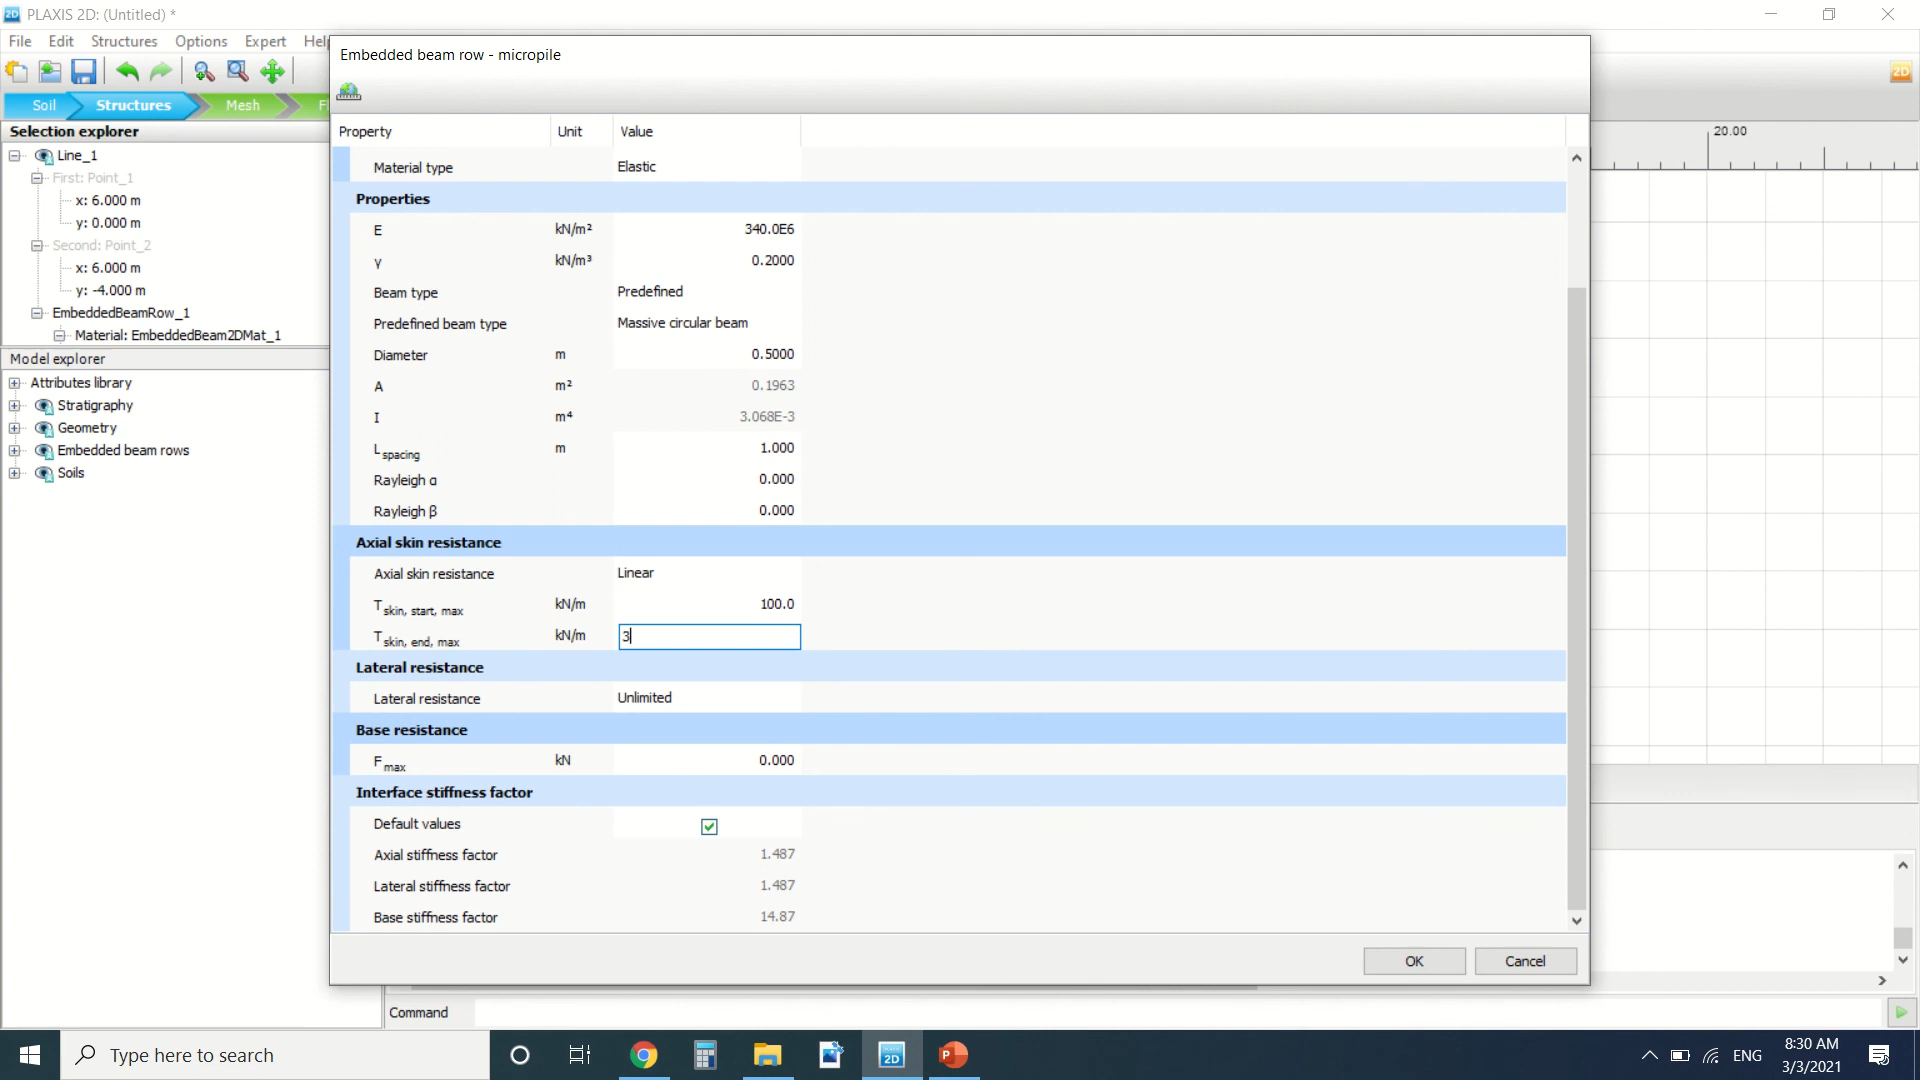 PLAXIS 2D: (Untitled) *
File Edit Structures Options Expert Help
Soil Structures Mesh Fl
Selection explorer
Line_1
First: Point_1
x: 6.000 m
y: 0.000 m
Second: Point_2
x: 6.000 m
y: -4.000 m
EmbeddedBeamRow_1
Material: EmbeddedBeam2DMat_1
Model explorer
Attributes library
Stratigraphy
Geometry
Embedded beam rows
Soils
Embedded beam row - micropile
Property Unit Value
Material type Elastic
Properties
E kN/m² 340.0E6
γ kN/m³ 0.2000
Beam type Predefined
Predefined beam type Massive circular beam
Diameter m 0.5000
A m² 0.1963
I m⁴ 3.068E-3
L spacing m 1.000
Rayleigh α 0.000
Rayleigh β 0.000
Axial skin resistance
Axial skin resistance Linear
T skin, start, max kN/m 100.0
T skin, end, max kN/m 3
Lateral resistance
Lateral resistance Unlimited
Base resistance
F max kN 0.000
Interface stiffness factor
Default values
Axial stiffness factor 1.487
Lateral stiffness factor 1.487
Base stiffness factor 14.87
OK Cancel
20.00
2D
Command
Type here to search
2D
P
ENG
8:30 AM
3/3/2021